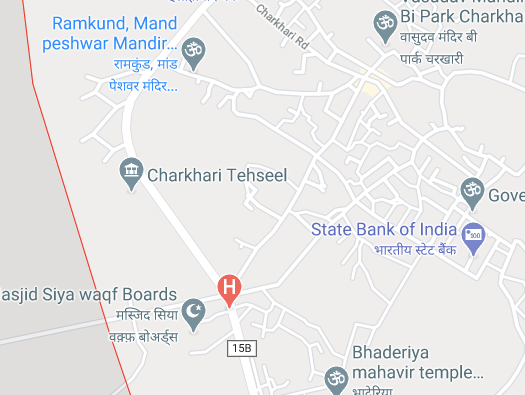 Ramkund, Mand
peshwar Mandir...
रामकुंड, मांड
पेशवर मंदिर...
Charkhari Rd
Bi Park Charkha
वासुदव मंदिर बी
पार्क चरखारी
Charkhari Tehseel
Gove
State Bank of India
भारतीय स्टेट बैंक
H
asjid Siya waqf Boards
मस्जिद सिया
वक़्फ़ बोअर्ड्स
15B
Bhaderiya
mahavir temple...